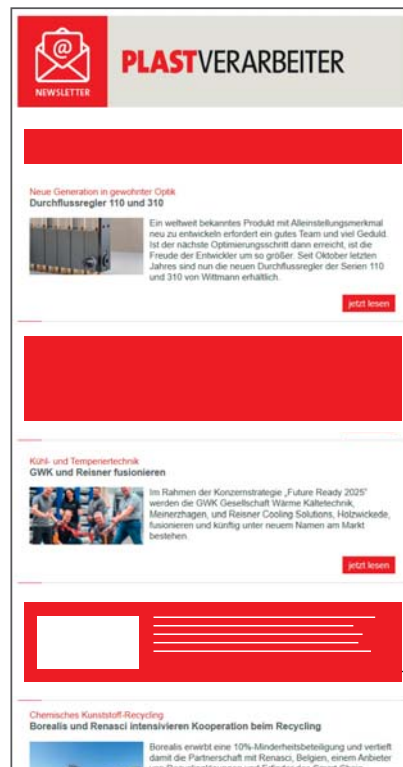 @
NEWSLETTER
PLASTVERARBEITER
Neue Generation in gewohnter Optik
Durchflussregler 110 und 310
Ein weltweit bekanntes Produkt mit Alleinstellungsmerkmal
neu zu entwickeln erfordert ein gutes Team und viel Geduld.
Ist der nächste Optimierungsschritt dann erreicht, ist die
Freude der Entwickler um so größer. Seit Oktober letzten
Jahres sind nun die neuen Durchflussregler der Serien 110
und 310 von Wittmann erhältlich.
jetzt lesen
Kühl- und Temperiertechnik
GWK und Reisner fusionieren
Im Rahmen der Konzernstrategie „Future Ready 2025"
werden die GWK Gesellschaft Wärme Kältetechnik,
Meinerzhagen, und Reisner Cooling Solutions, Holzwickede,
fusionieren und künftig unter neuem Namen am Markt
bestehen.
jetzt lesen
Chemisches Kunststoff-Recycling
Borealis und Renasci intensivieren Kooperation beim Recycling
Borealis erwirbt eine 10%-Minderheitsbeteiligung und vertieft
damit die Partnerschaft mit Renasci, Belgien, einem Anbieter